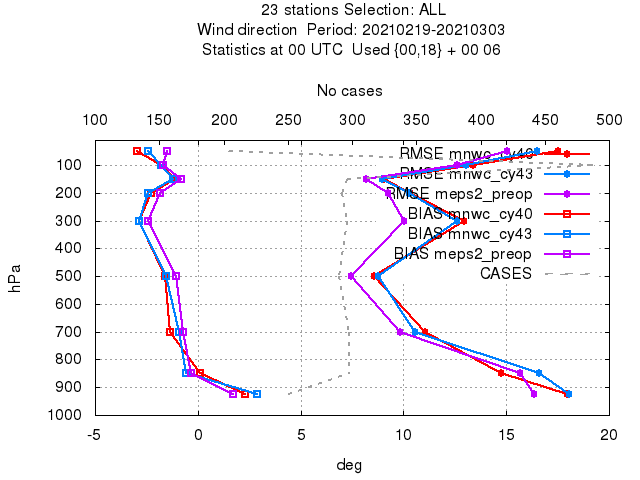 23 stations Selection: ALL
Wind direction  Period: 20210219-20210303
Statistics at 00 UTC  Used {00,18} + 00 06
No cases
100 150 200 250 300 350 400 450 500
RMSE mnwc_cy40
RMSE mnwc_cy43
RMSE meps2_preop
BIAS mnwc_cy40
BIAS mnwc_cy43
BIAS meps2_preop
CASES
100
200
300
400
500
600
700
800
900
1000
hPa
-5 0 5 10 15 20
deg